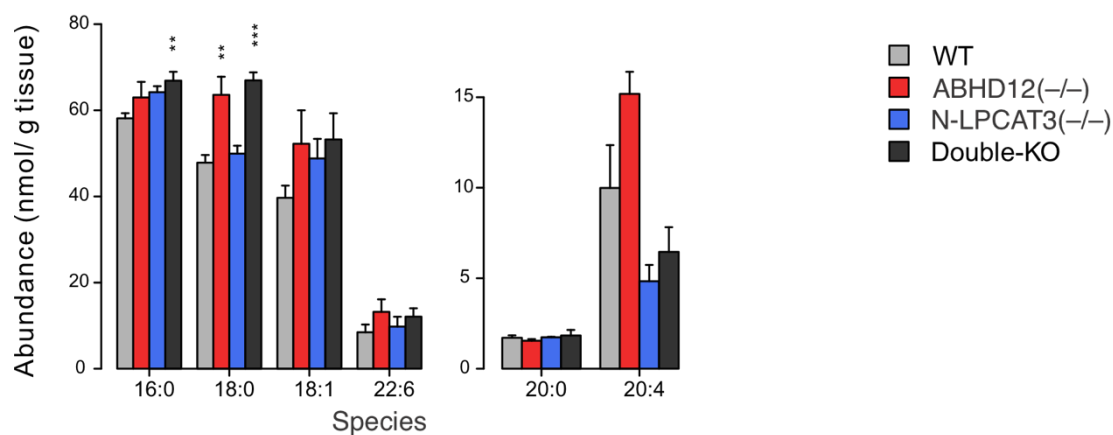 Abundance (nmol/ g tissue)
80
60
40
20
0
**
**
***
16:0 18:0 18:1 22:6
15
10
5
0
20:0 20:4
Species
WT
ABHD12(–/–)
N-LPCAT3(–/–)
Double-KO